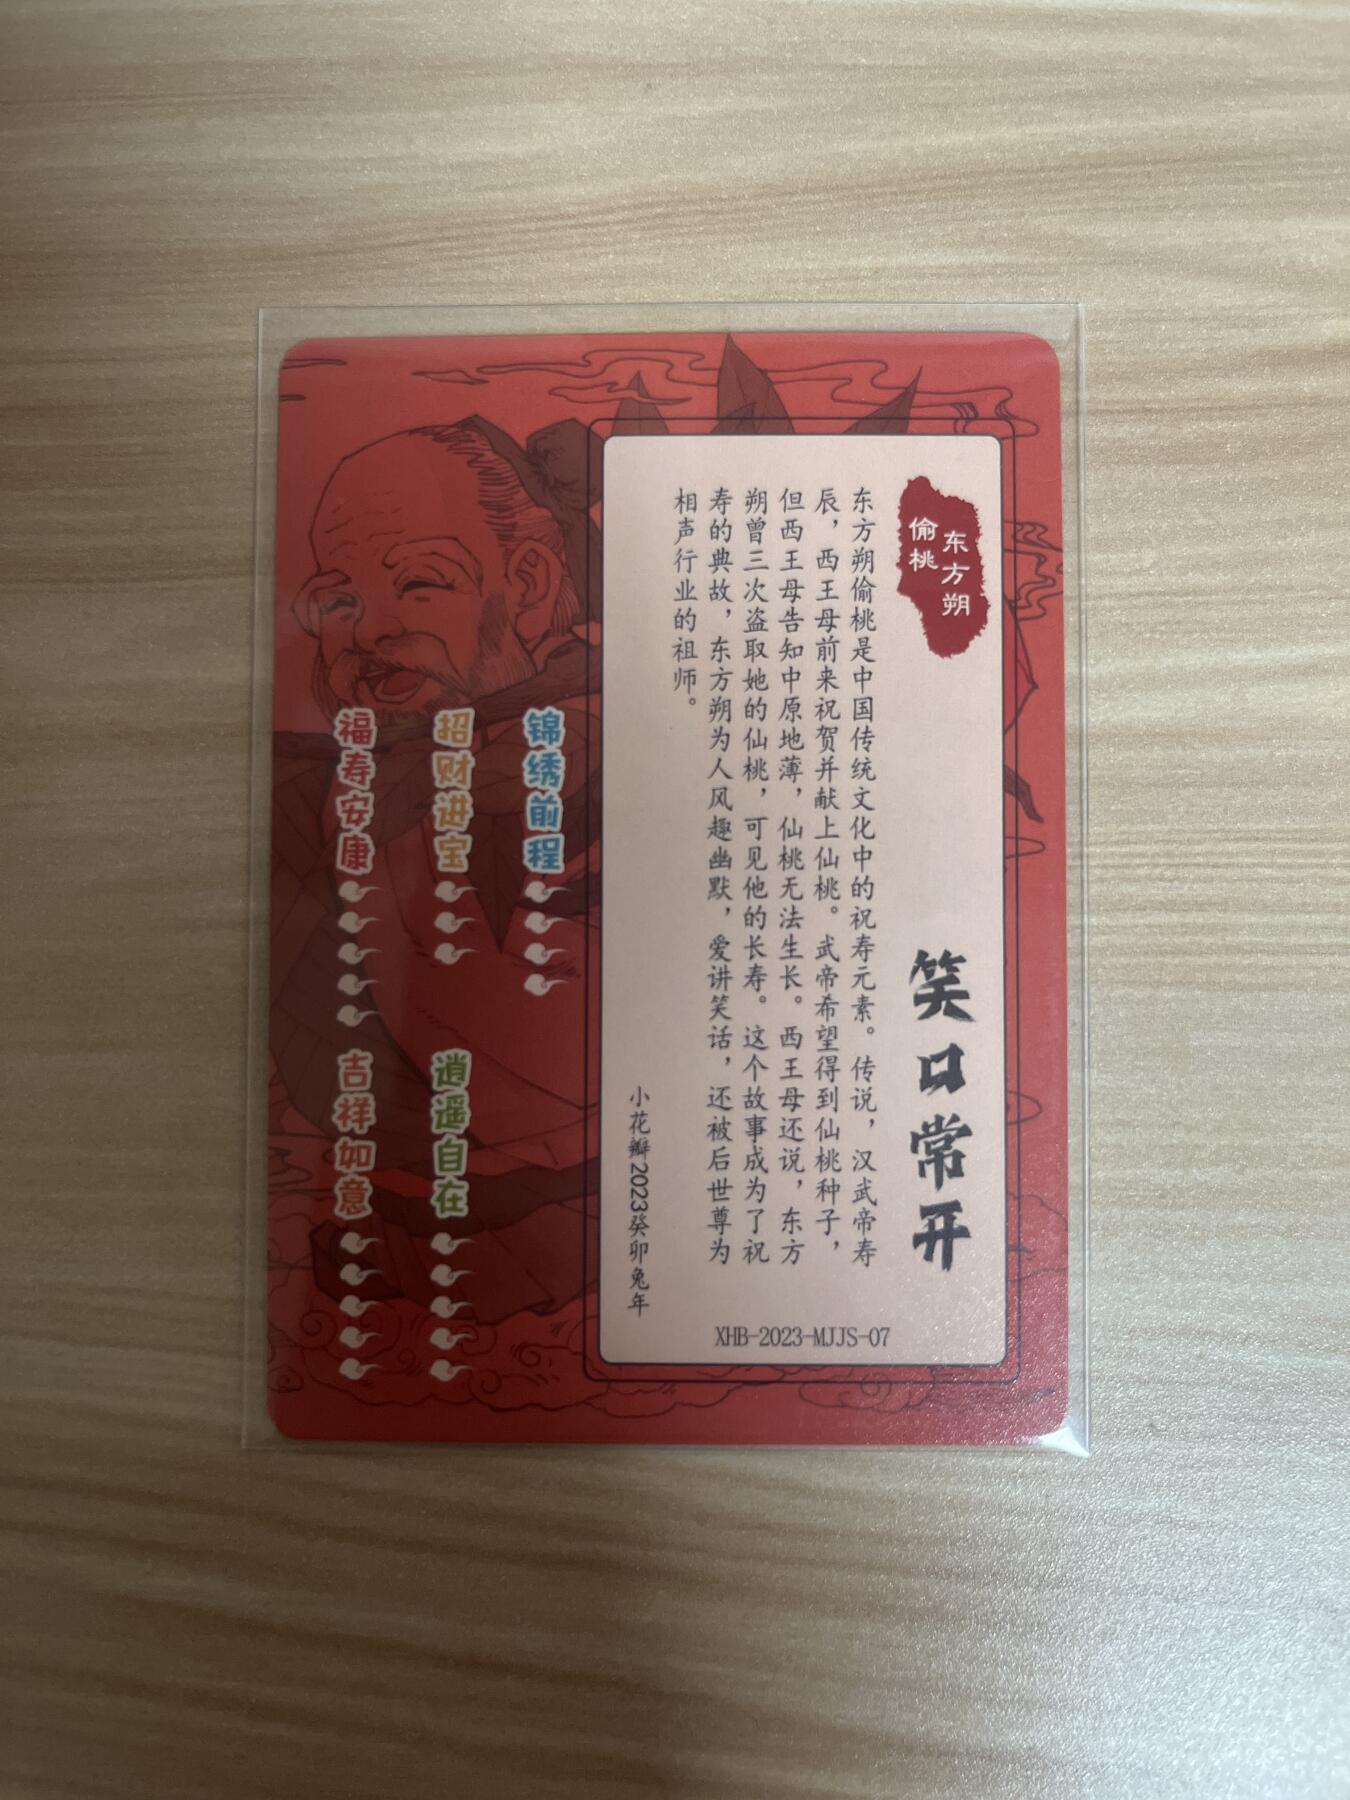 东方朔
偷桃
笑口常开
东方朔偷桃是中国传统文化中的祝寿元素。传说，汉武帝寿
辰，西王母前来祝贺并献上仙桃。武帝希望得到仙桃种子，
但西王母告知中原地薄，仙桃无法生长。西王母还说，东方
朔曾三次盗取她的仙桃，可见他的长寿。这个故事成为了祝
寿的典故，东方朔为人风趣幽默，爱讲笑话，还被后世尊为
相声行业的祖师。
小花瓣2023癸卯兔年
XHB-2023-MJJS-07
锦绣前程
招财进宝
逍遥自在
福寿安康
吉祥如意